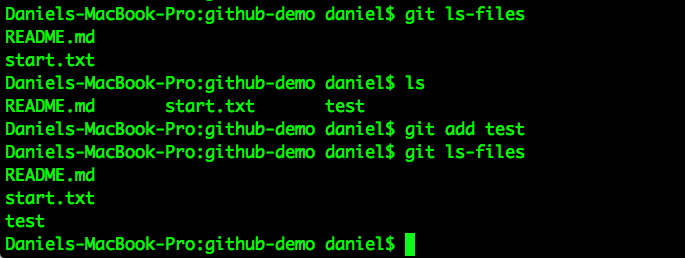 Daniels-MacBook-Pro:github-demo daniel$ git ls-files
README.md
start.txt
Daniels-MacBook-Pro:github-demo daniel$ ls
README.md start.txt test
Daniels-MacBook-Pro:github-demo daniel$ git add test
Daniels-MacBook-Pro:github-demo daniel$ git ls-files
README.md
start.txt
test
Daniels-MacBook-Pro:github-demo daniel$